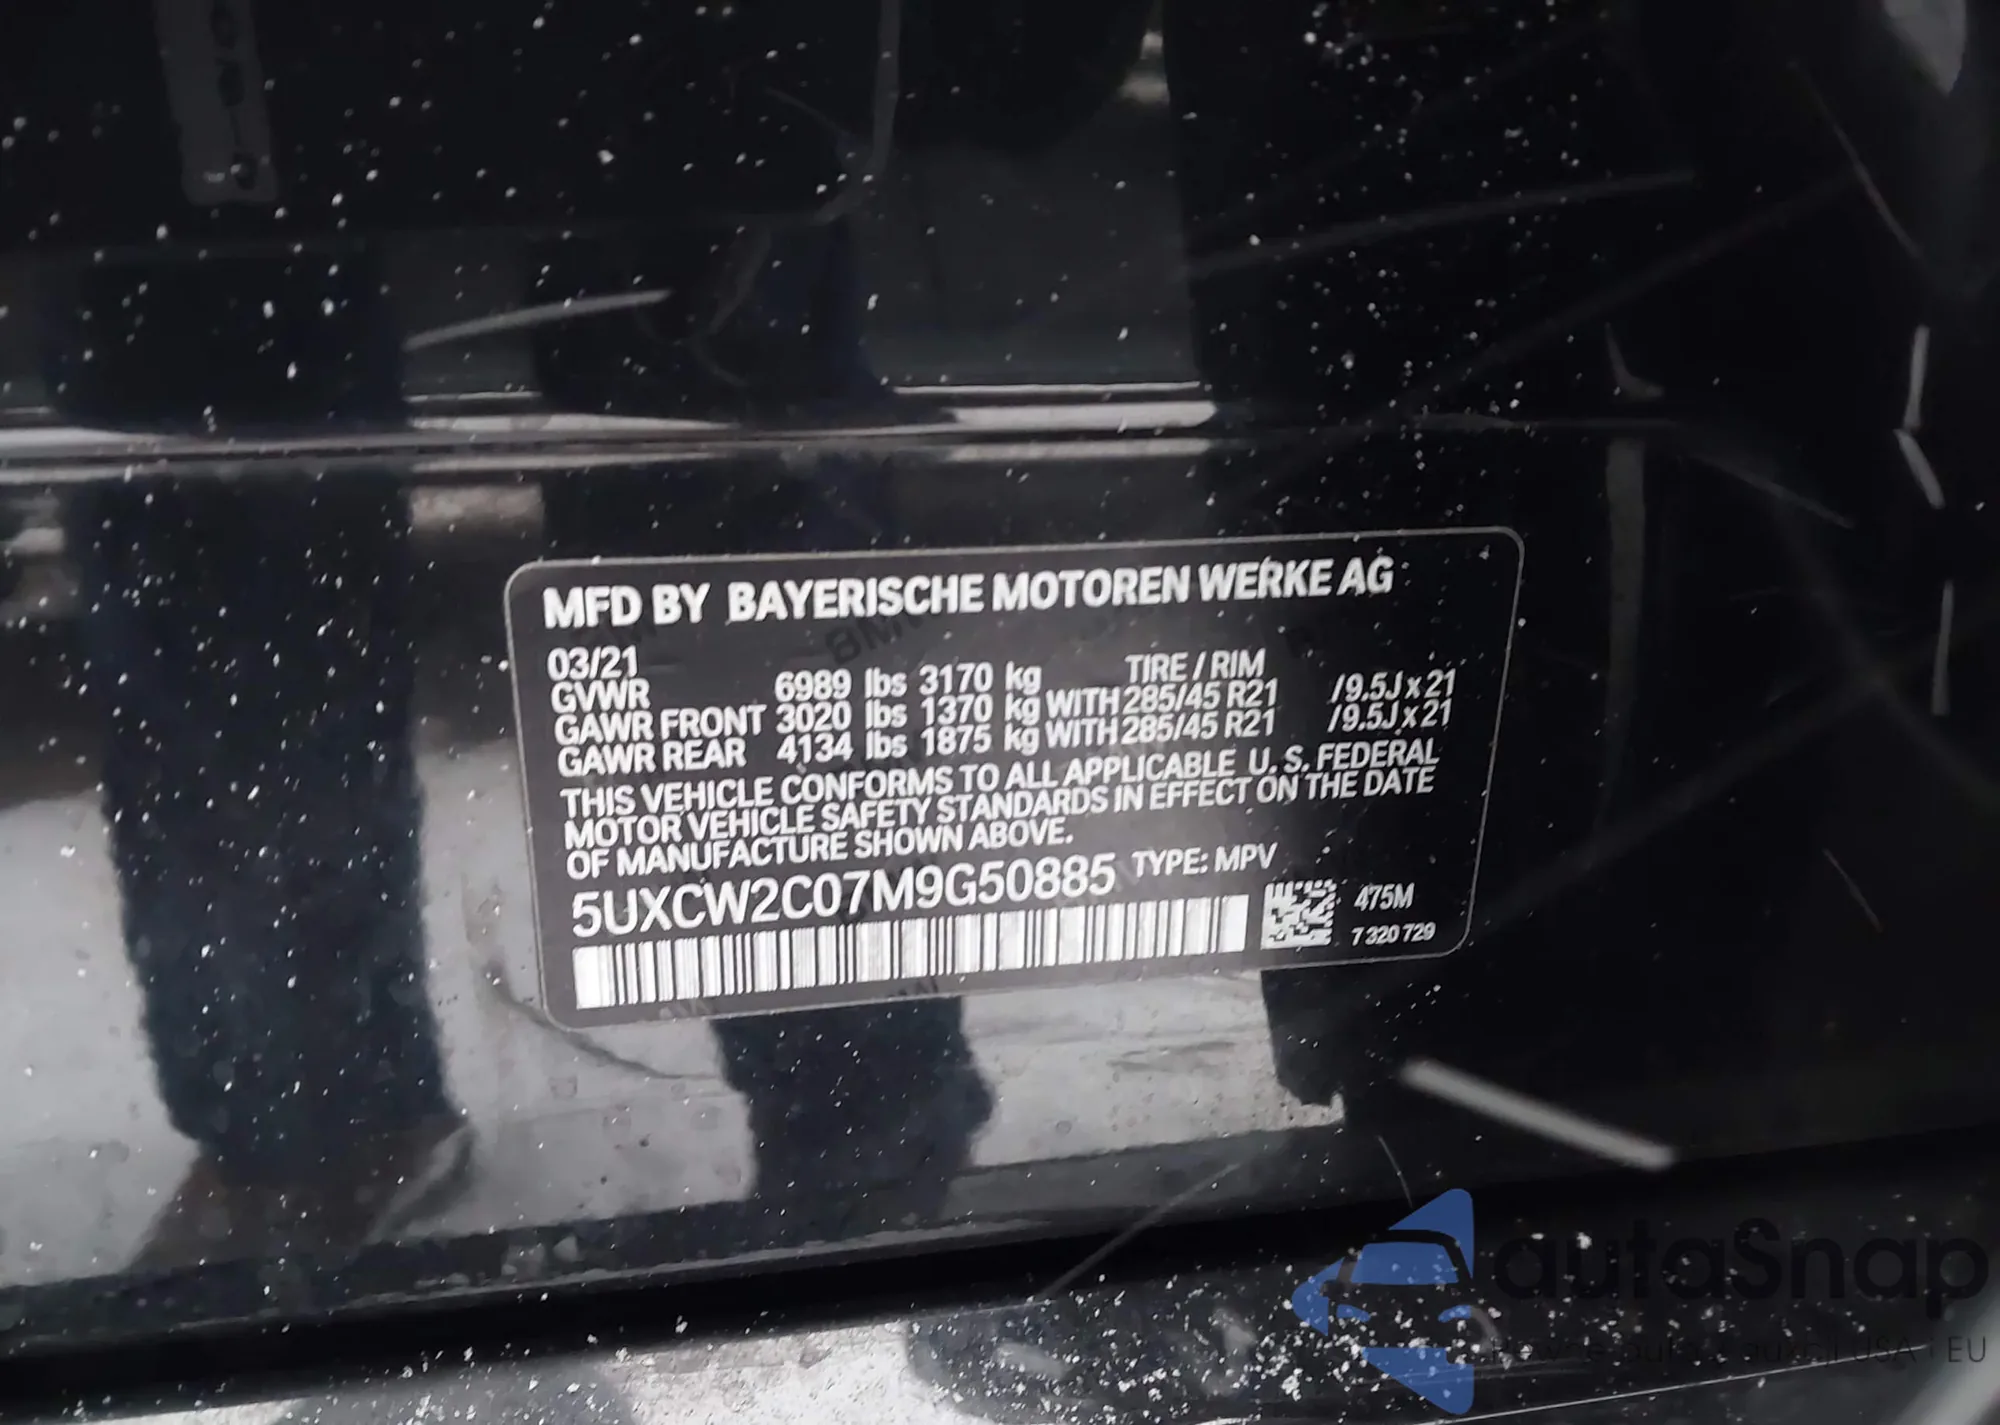 MFD BY BAYERISCHE MOTOREN WERKE AG
03/21 TIRE / RIM
GVWR 6989 lbs 3170 kg
GAWR FRONT 3020 lbs 1370 kg WITH 285/45 R21 /9.5J x 21
GAWR REAR 4134 lbs 1875 kg WITH 285/45 R21 /9.5J x 21
THIS VEHICLE CONFORMS TO ALL APPLICABLE U. S. FEDERAL
MOTOR VEHICLE SAFETY STANDARDS IN EFFECT ON THE DATE
OF MANUFACTURE SHOWN ABOVE.
5UXCW2C07M9G50885 TYPE: MPV
475M
7 320 729
autaSnap
USA i EU